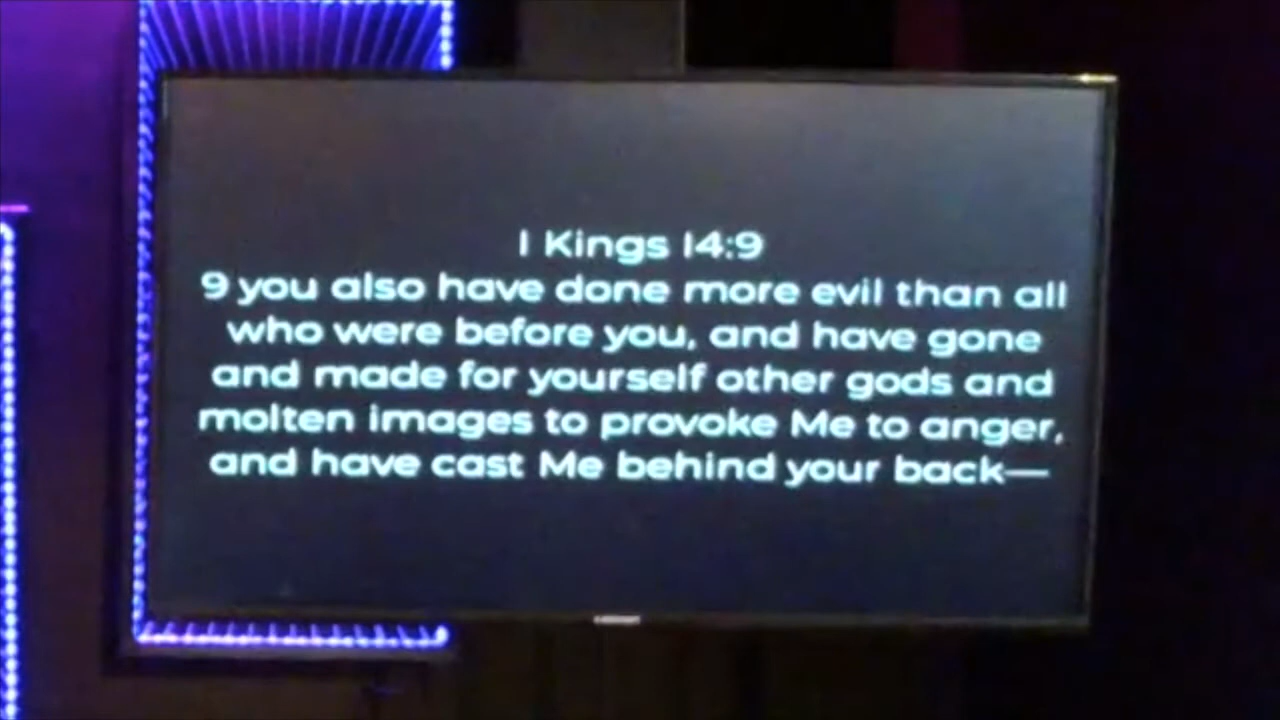 1 Kings 14:9
9 you also have done more evil than all
who were before you, and have gone
and made for yourself other gods and
molten images to provoke Me to anger,
and have cast Me behind your back—